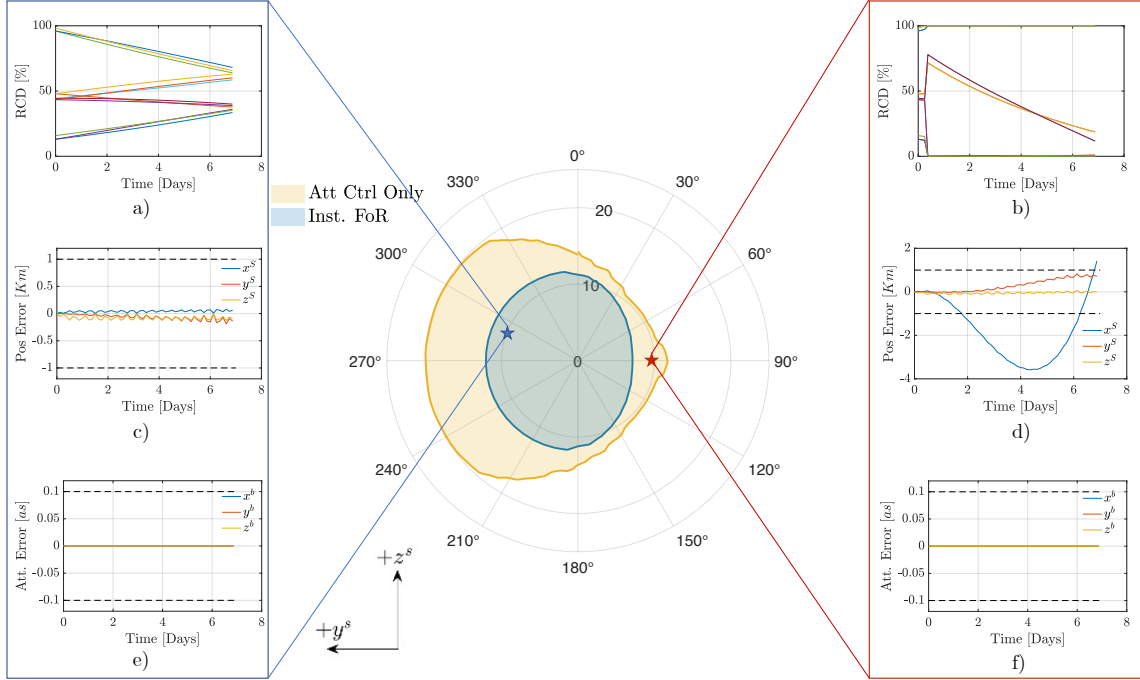 100
50
0
RCD [%]
0 2 4 6 8
Time [Days]
a)
1
0.5
0
-0.5
-1
Pos Error [Km]
x^S
y^S
z^S
0 2 4 6 8
Time [Days]
c)
0.1
0.05
0
-0.05
-0.1
Att. Error [as]
x^b
y^b
z^b
0 2 4 6 8
Time [Days]
e)
Att Ctrl Only
Inst. FoR
0°
30°
60°
90°
120°
150°
180°
210°
240°
270°
300°
330°
20
10
0
+z^s
+y^s
100
50
0
RCD [%]
0 2 4 6 8
Time [Days]
b)
2
0
-2
-4
Pos Error [Km]
x^S
y^S
z^S
0 2 4 6 8
Time [Days]
d)
0.1
0.05
0
-0.05
-0.1
Att. Error [as]
x^b
y^b
z^b
0 2 4 6 8
Time [Days]
f)